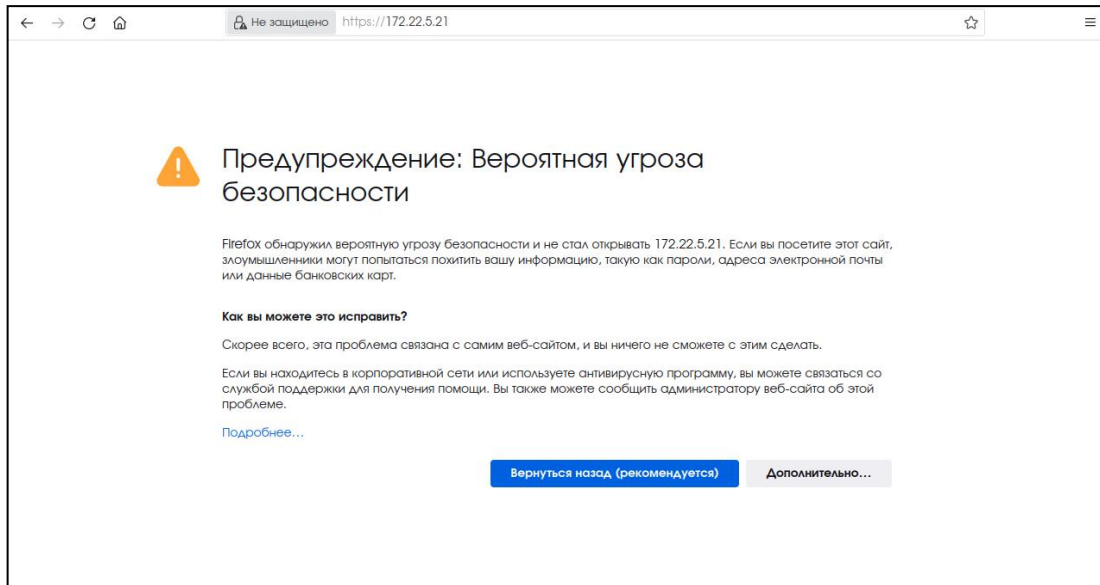 Не защищено https://172.22.5.21
Предупреждение: Вероятная угроза
безопасности
Firefox обнаружил вероятную угрозу безопасности и не стал открывать 172.22.5.21. Если вы посетите этот сайт,
злоумышленники могут попытаться похитить вашу информацию, такую как пароли, адреса электронной почты
или данные банковских карт.
Как вы можете это исправить?
Скорее всего, эта проблема связана с самим веб-сайтом, и вы ничего не сможете с этим сделать.
Если вы находитесь в корпоративной сети или используете антивирусную программу, вы можете связаться со
службой поддержки для получения помощи. Вы также можете сообщить администратору веб-сайта об этой
проблеме.
Подробнее...
Вернуться назад (рекомендуется) Дополнительно...